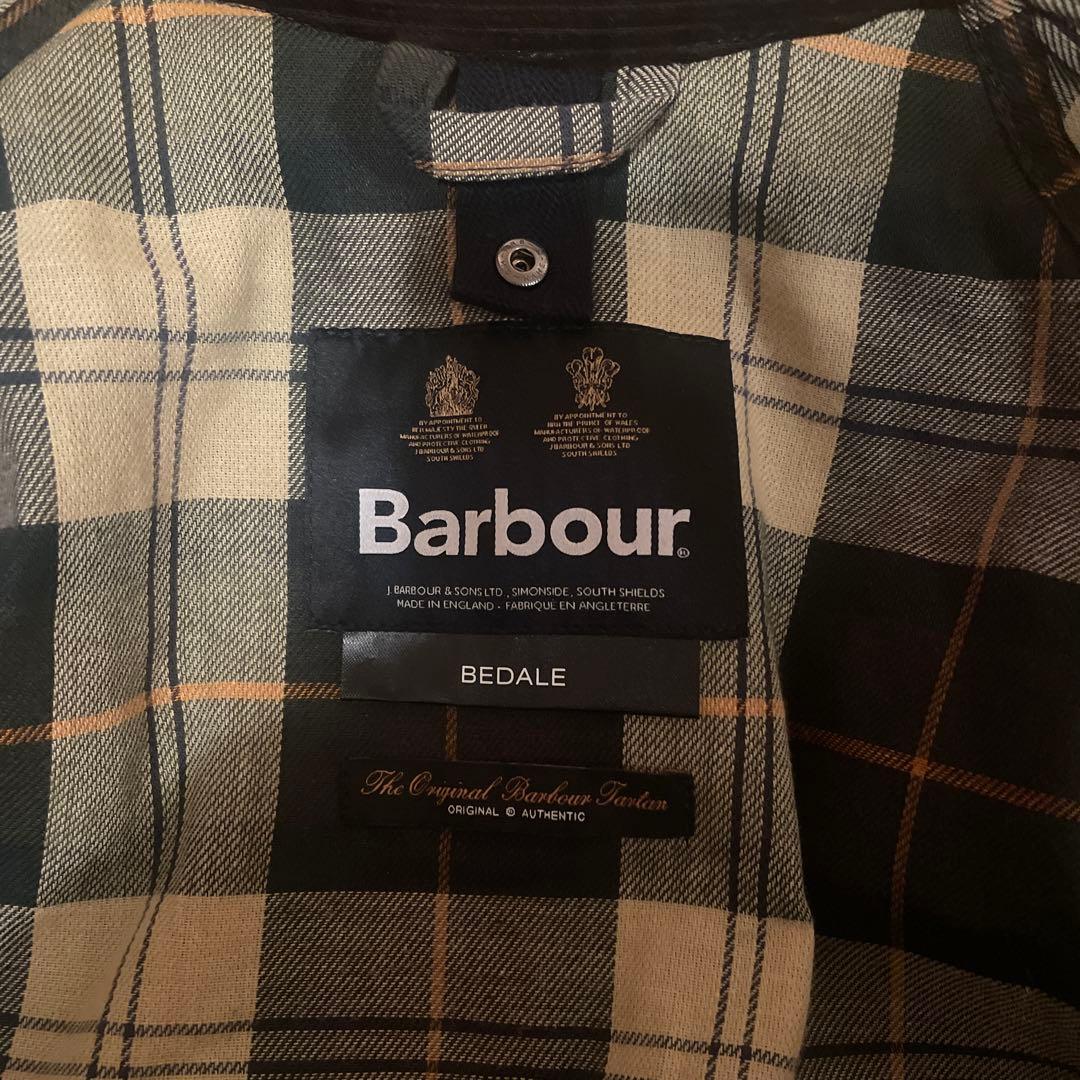 BY APPOINTMENT TO
HER MAJESTY THE QUEEN
MANUFACTURERS OF WATERPROOF
AND PROTECTIVE CLOTHING
J BARBOUR & SONS LTD
SOUTH SHIELDS
BY APPOINTMENT TO
HRH THE PRINCE OF WALES
MANUFACTURERS OF WATERPROOF
AND PROTECTIVE CLOTHING
J BARBOUR & SONS LTD
SOUTH SHIELDS
Barbour®
J. BARBOUR & SONS LTD., SIMONSIDE, SOUTH SHIELDS
MADE IN ENGLAND - FABRIQUE EN ANGLETERRE
BEDALE
The Original Barbour Tartan
ORIGINAL ® AUTHENTIC